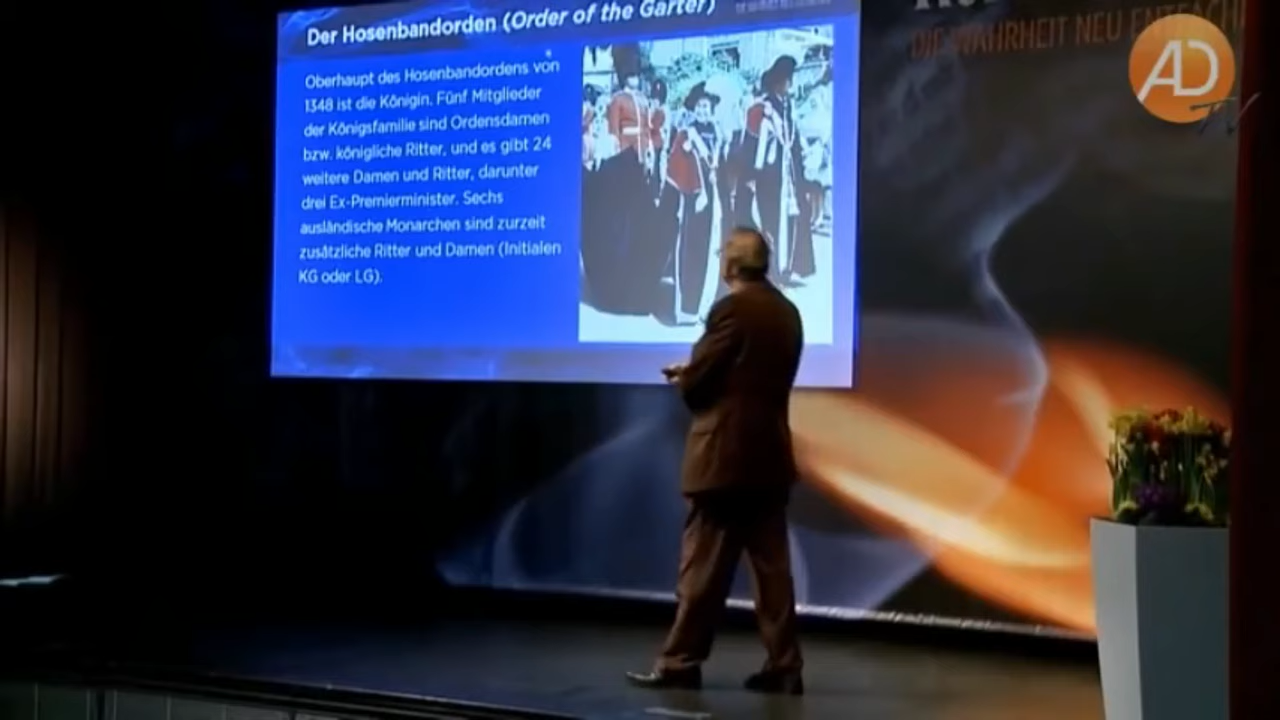 Der Hosenbandorden (Order of the Garter)
Oberhaupt des Hosenbandordens von
1348 ist die Königin. Fünf Mitglieder
der Königsfamilie sind Ordensdamen
bzw. königliche Ritter, und es gibt 24
weitere Damen und Ritter, darunter
drei Ex-Premierminister. Sechs
ausländische Monarchen sind zurzeit
zusätzliche Ritter und Damen (Initialen
KG oder LG).
DIE WAHRHEIT NEU
AD
TV